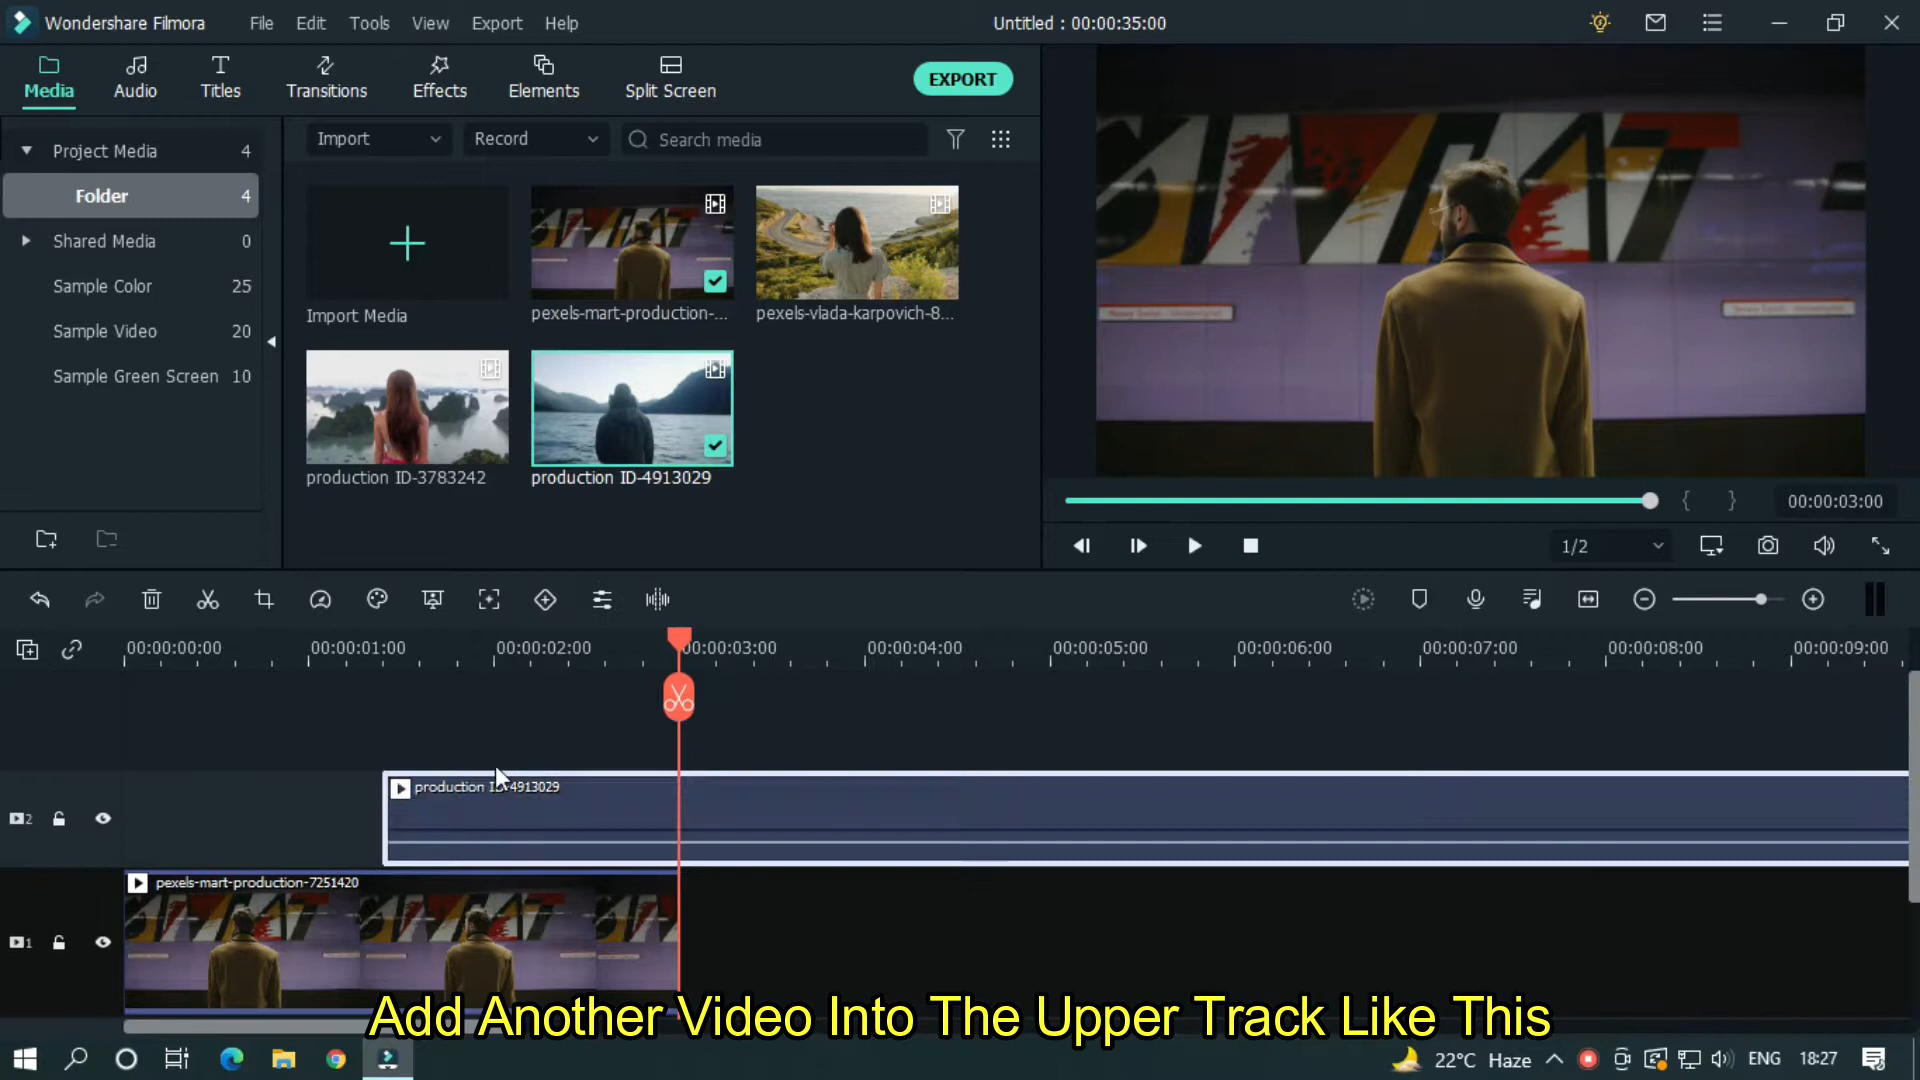 Wondershare Filmora
File
Edit
Tools
View
Export
Help
Untitled : 00:00:35:00
Media
Audio
Titles
Transitions
Effects
Elements
Split Screen
EXPORT
Project Media 4
Folder 4
Shared Media 0
Sample Color 25
Sample Video 20
Sample Green Screen 10
Import
Record
Search media
Import Media
pexels-mart-production-...
pexels-vlada-karpovich-8...
production ID-3783242
production ID-4913029
00:00:03:00
1/2
00:00:00:00
00:00:01:00
00:00:02:00
00:00:03:00
00:00:04:00
00:00:05:00
00:00:06:00
00:00:07:00
00:00:08:00
00:00:09:00
2
production ID-4913029
1
pexels-mart-production-7251420
Add Another Video Into The Upper Track Like This
22°C Haze
ENG
18:27